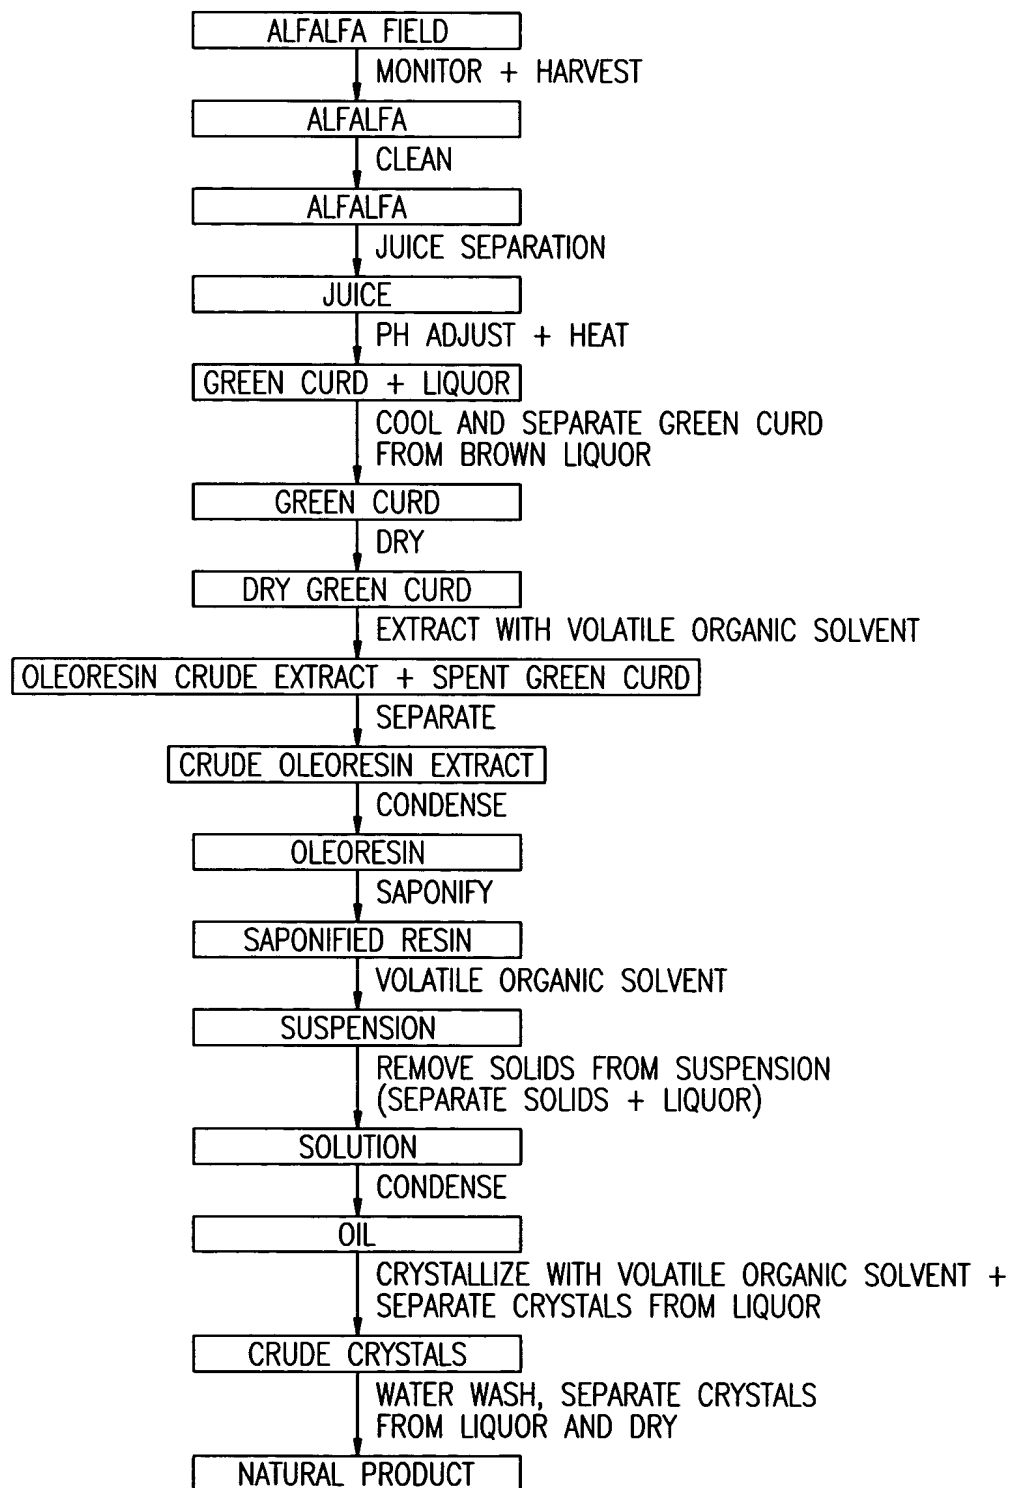 ALFALFA FIELD
MONITOR + HARVEST
ALFALFA
CLEAN
ALFALFA
JUICE SEPARATION
JUICE
PH ADJUST + HEAT
GREEN CURD + LIQUOR
COOL AND SEPARATE GREEN CURD
FROM BROWN LIQUOR
GREEN CURD
DRY
DRY GREEN CURD
EXTRACT WITH VOLATILE ORGANIC SOLVENT
OLEORESIN CRUDE EXTRACT + SPENT GREEN CURD
SEPARATE
CRUDE OLEORESIN EXTRACT
CONDENSE
OLEORESIN
SAPONIFY
SAPONIFIED RESIN
VOLATILE ORGANIC SOLVENT
SUSPENSION
REMOVE SOLIDS FROM SUSPENSION
(SEPARATE SOLIDS + LIQUOR)
SOLUTION
CONDENSE
OIL
CRYSTALLIZE WITH VOLATILE ORGANIC SOLVENT +
SEPARATE CRYSTALS FROM LIQUOR
CRUDE CRYSTALS
WATER WASH, SEPARATE CRYSTALS
FROM LIQUOR AND DRY
NATURAL PRODUCT